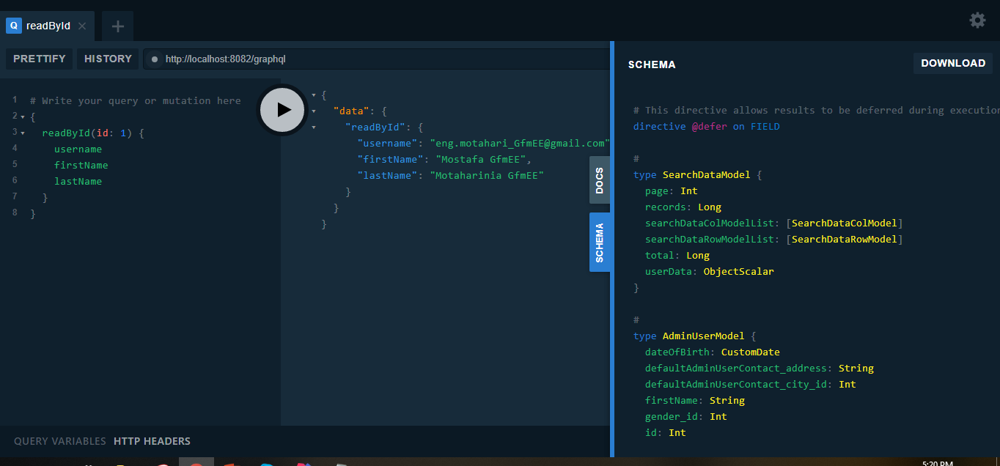 Q readById
PRETTIFY HISTORY http://localhost:8082/graphql
1 # Write your query or mutation here
2 {
3 readById(id: 1) {
4 username
5 firstName
6 lastName
7 }
8 }
{
"data": {
"readById": {
"username": "eng.motahari_GfmEE@gmail.com"
"firstName": "Mostafa GfmEE",
"lastName": "Motaharinia GfmEE"
}
}
}
DOCS
SCHEMA
SCHEMA DOWNLOAD
# This directive allows results to be deferred during execution
directive @defer on FIELD
#
type SearchDataModel {
page: Int
records: Long
searchDataColModelList: [SearchDataColModel]
searchDataRowModelList: [SearchDataRowModel]
total: Long
userData: ObjectScalar
}
#
type AdminUserModel {
dateOfBirth: CustomDate
defaultAdminUserContact_address: String
defaultAdminUserContact_city_id: Int
firstName: String
gender_id: Int
id: Int
QUERY VARIABLES HTTP HEADERS
5:20 PM